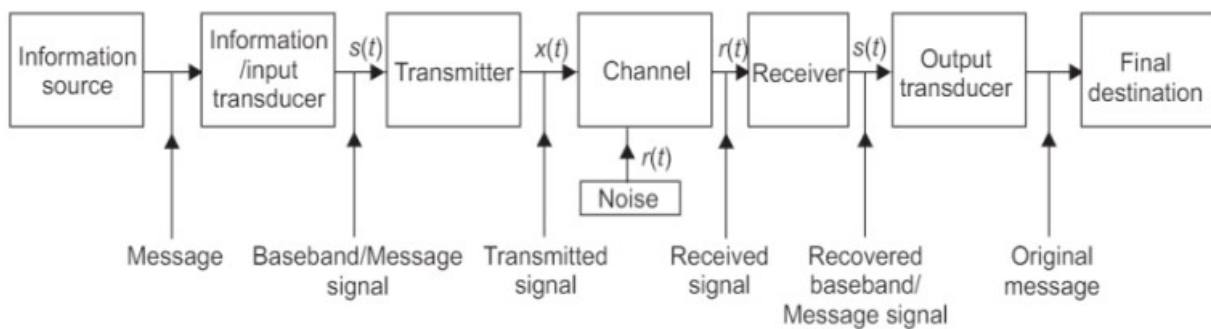 Information
source
Information
/input
transducer
s(t)
Transmitter
x(t)
Channel
r(t)
Receiver
s(t)
Output
transducer
Final
destination
r(t)
Noise
Message
Baseband/Message
signal
Transmitted
signal
Received
signal
Recovered
baseband/
Message signal
Original
message